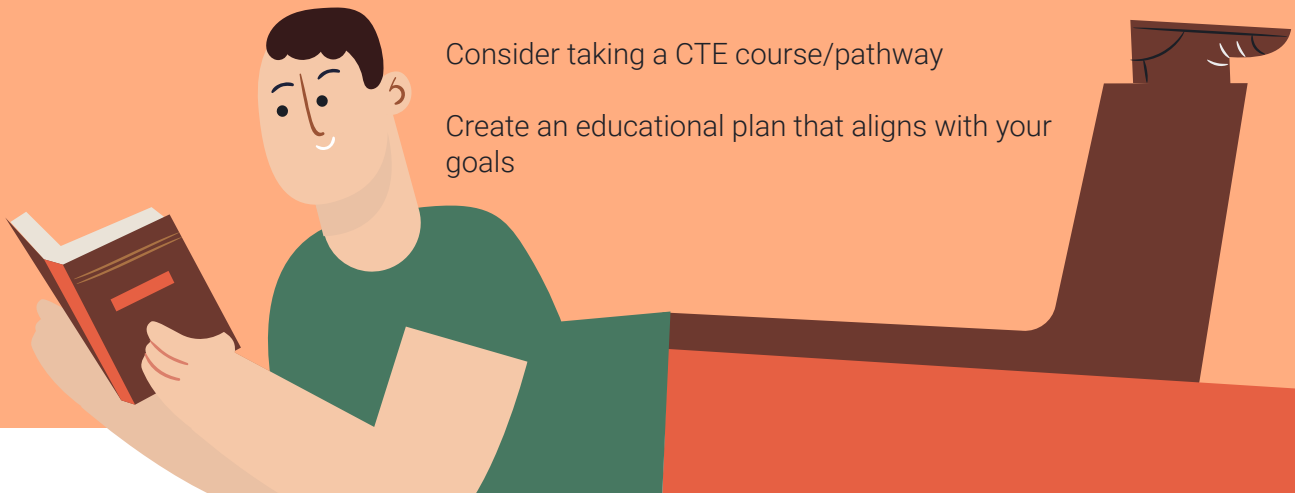 Consider taking a CTE course/pathway
Create an educational plan that aligns with your
goals